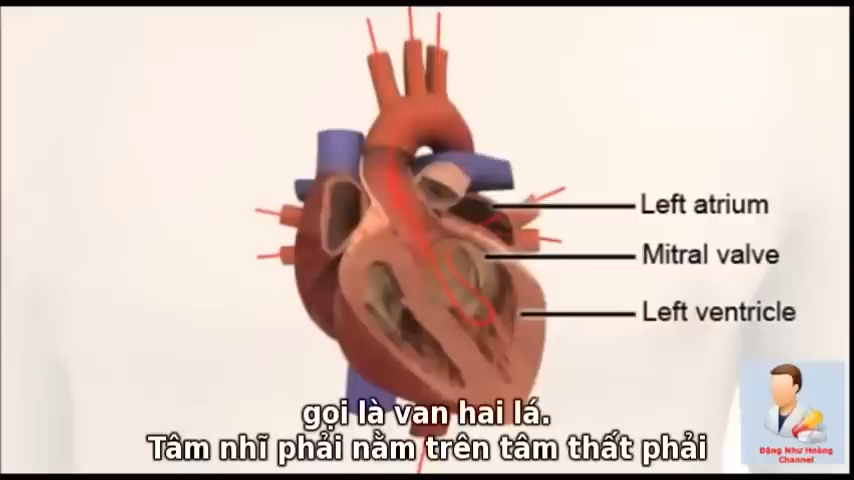 Left atrium
Mitral valve
Left ventricle
gọi là van hai lá.
Tâm nhĩ phải nằm trên tâm thất phải
Đặng Như Hoàng
Channel